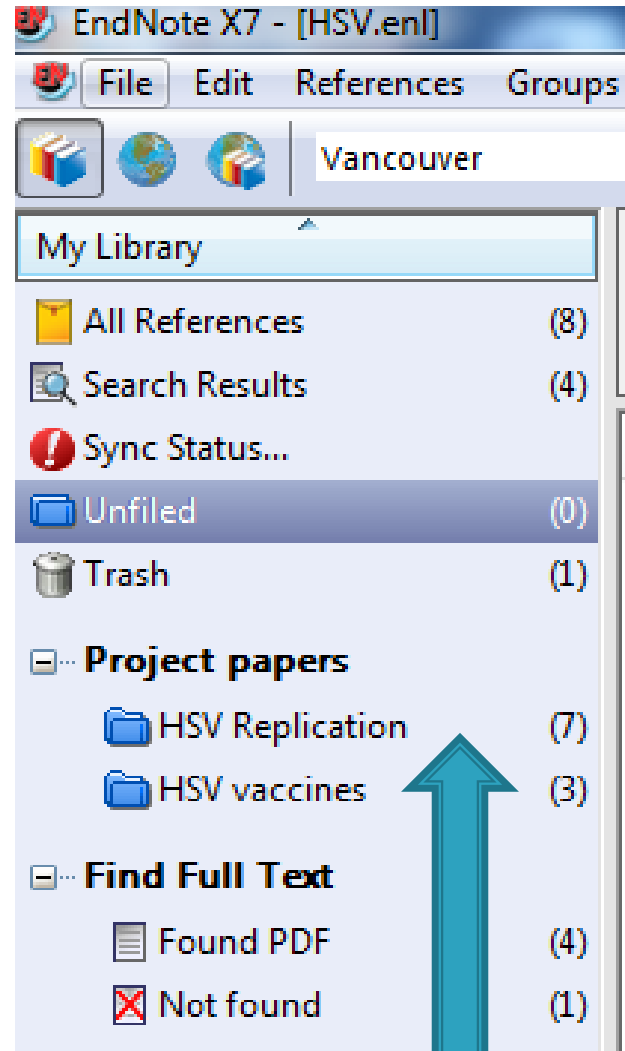 EndNote X7 - [HSV.enl]
File Edit References Groups
Vancouver
My Library
All References (8)
Search Results (4)
Sync Status...
Unfiled (0)
Trash (1)
Project papers
HSV Replication (7)
HSV vaccines (3)
Find Full Text
Found PDF (4)
Not found (1)